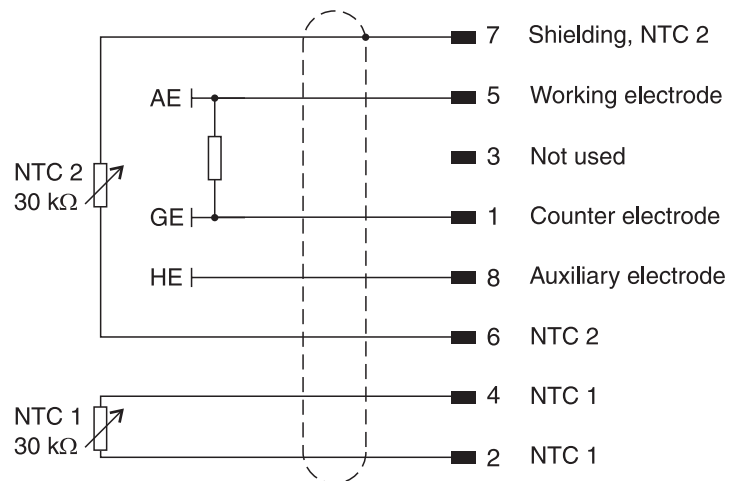 7 Shielding, NTC 2
AE 5 Working electrode
3 Not used
NTC 2
30 kΩ
GE 1 Counter electrode
HE 8 Auxiliary electrode
6 NTC 2
4 NTC 1
NTC 1
30 kΩ
2 NTC 1